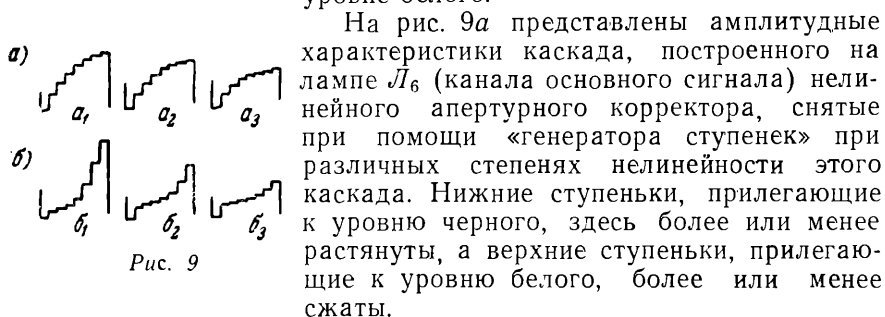 уровне белого.
На рис. 9а представлены амплитудные
характеристики каскада, построенного на
лампе Л₆ (канала основного сигнала) нели-
нейного апертурного корректора, снятые
при помощи «генератора ступенек» при
различных степенях нелинейности этого
каскада. Нижние ступеньки, прилегающие
к уровню черного, здесь более или менее
растянуты, а верхние ступеньки, прилегаю-
щие к уровню белого, более или менее
сжаты.
а)
а₁ а₂ а₃
б)
б₁ б₂ б₃
Рис. 9